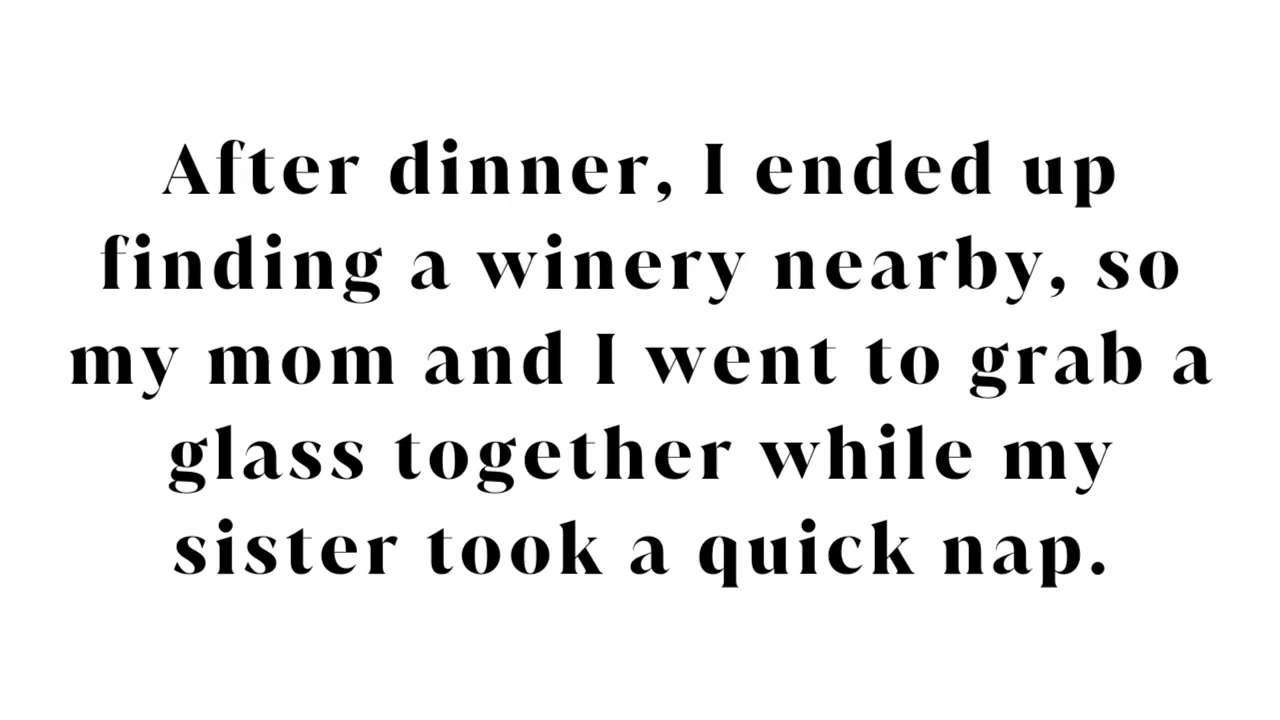 After dinner, I ended up
finding a winery nearby, so
my mom and I went to grab a
glass together while my
sister took a quick nap.